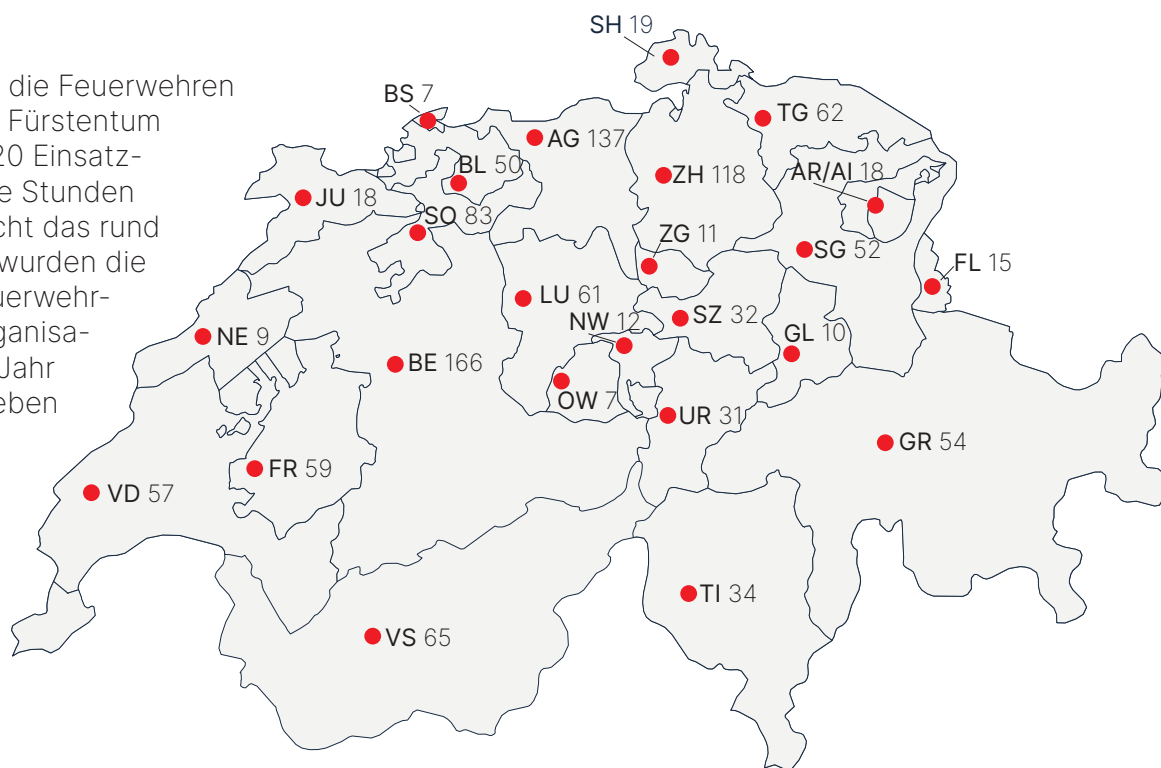 die Feuerwehren
Fürstentum
20 Einsatz-
e Stunden
cht das rund
wurden die
uerwehr-
ganisa-
Jahr
eben
SH 19
BS 7
TG 62
AG 137
BL 50
ZH 118
AR/AI 18
JU 18
SO 83
ZG 11
SG 52
FL 15
LU 61
NW 12
SZ 32
GL 10
NE 9
BE 166
OW 7
UR 31
GR 54
FR 59
VD 57
TI 34
VS 65